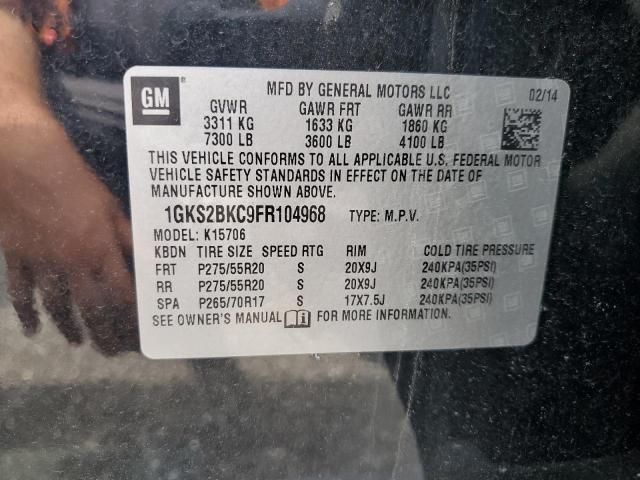 GM ® MFD BY GENERAL MOTORS LLC 02/14
GVWR GAWR FRT GAWR RR
3311 KG 1633 KG 1860 KG
7300 LB 3600 LB 4100 LB
THIS VEHICLE CONFORMS TO ALL APPLICABLE U.S. FEDERAL MOTOR
VEHICLE SAFETY STANDARDS IN EFFECT ON THE DATE OF
MANUFACTURE SHOWN ABOVE.
1GKS2BKC9FR104968 TYPE: M.P.V.
MODEL: K15706
KBDN TIRE SIZE SPEED RTG RIM COLD TIRE PRESSURE
FRT P275/55R20 S 20X9J 240KPA(35PSI)
RR P275/55R20 S 20X9J 240KPA(35PSI)
SPA P265/70R17 S 17X7.5J 240KPA(35PSI)
SEE OWNER'S MANUAL FOR MORE INFORMATION.